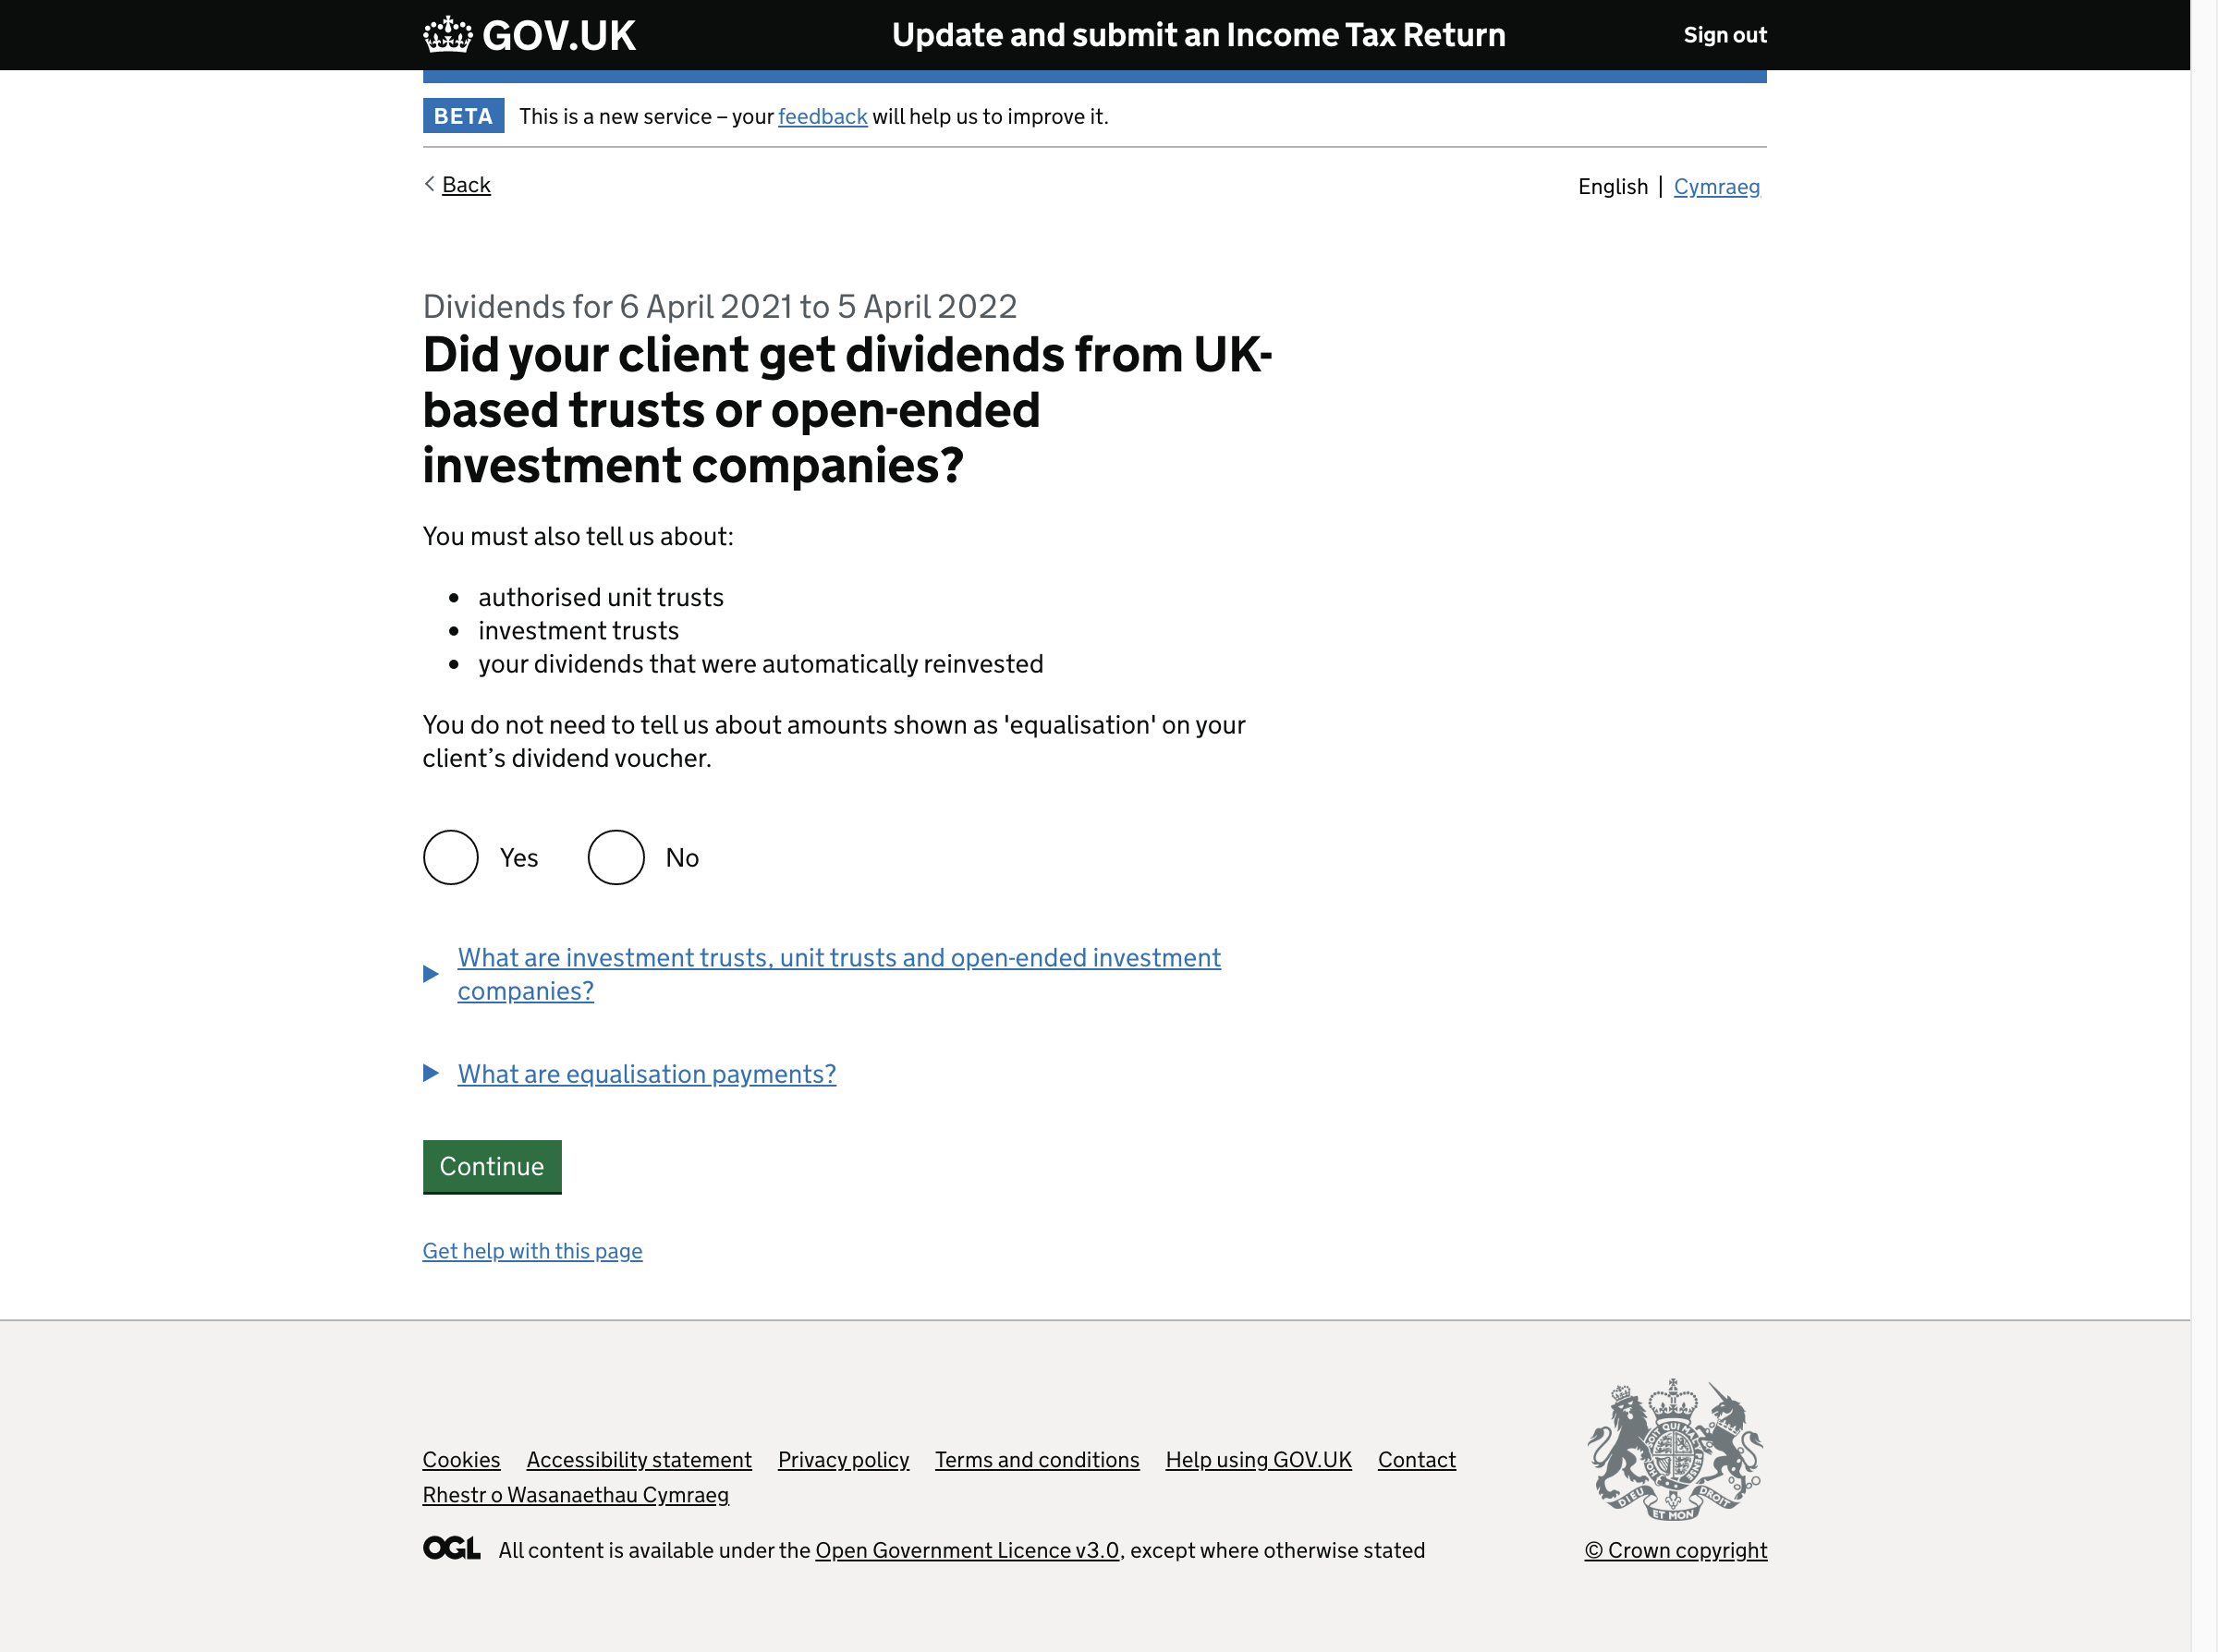 GOV.UK
Update and submit an Income Tax Return
Sign out
BETA
This is a new service – your feedback will help us to improve it.
Back
English | Cymraeg
Dividends for 6 April 2021 to 5 April 2022
Did your client get dividends from UK-
based trusts or open-ended
investment companies?
You must also tell us about:
• authorised unit trusts
• investment trusts
• your dividends that were automatically reinvested
You do not need to tell us about amounts shown as 'equalisation' on your
client’s dividend voucher.
Yes
No
What are investment trusts, unit trusts and open-ended investment
companies?
What are equalisation payments?
Continue
Get help with this page
Cookies Accessibility statement Privacy policy Terms and conditions Help using GOV.UK Contact
Rhestr o Wasanaethau Cymraeg
OGL All content is available under the Open Government Licence v3.0, except where otherwise stated
DIEU ET MON DROIT
© Crown copyright